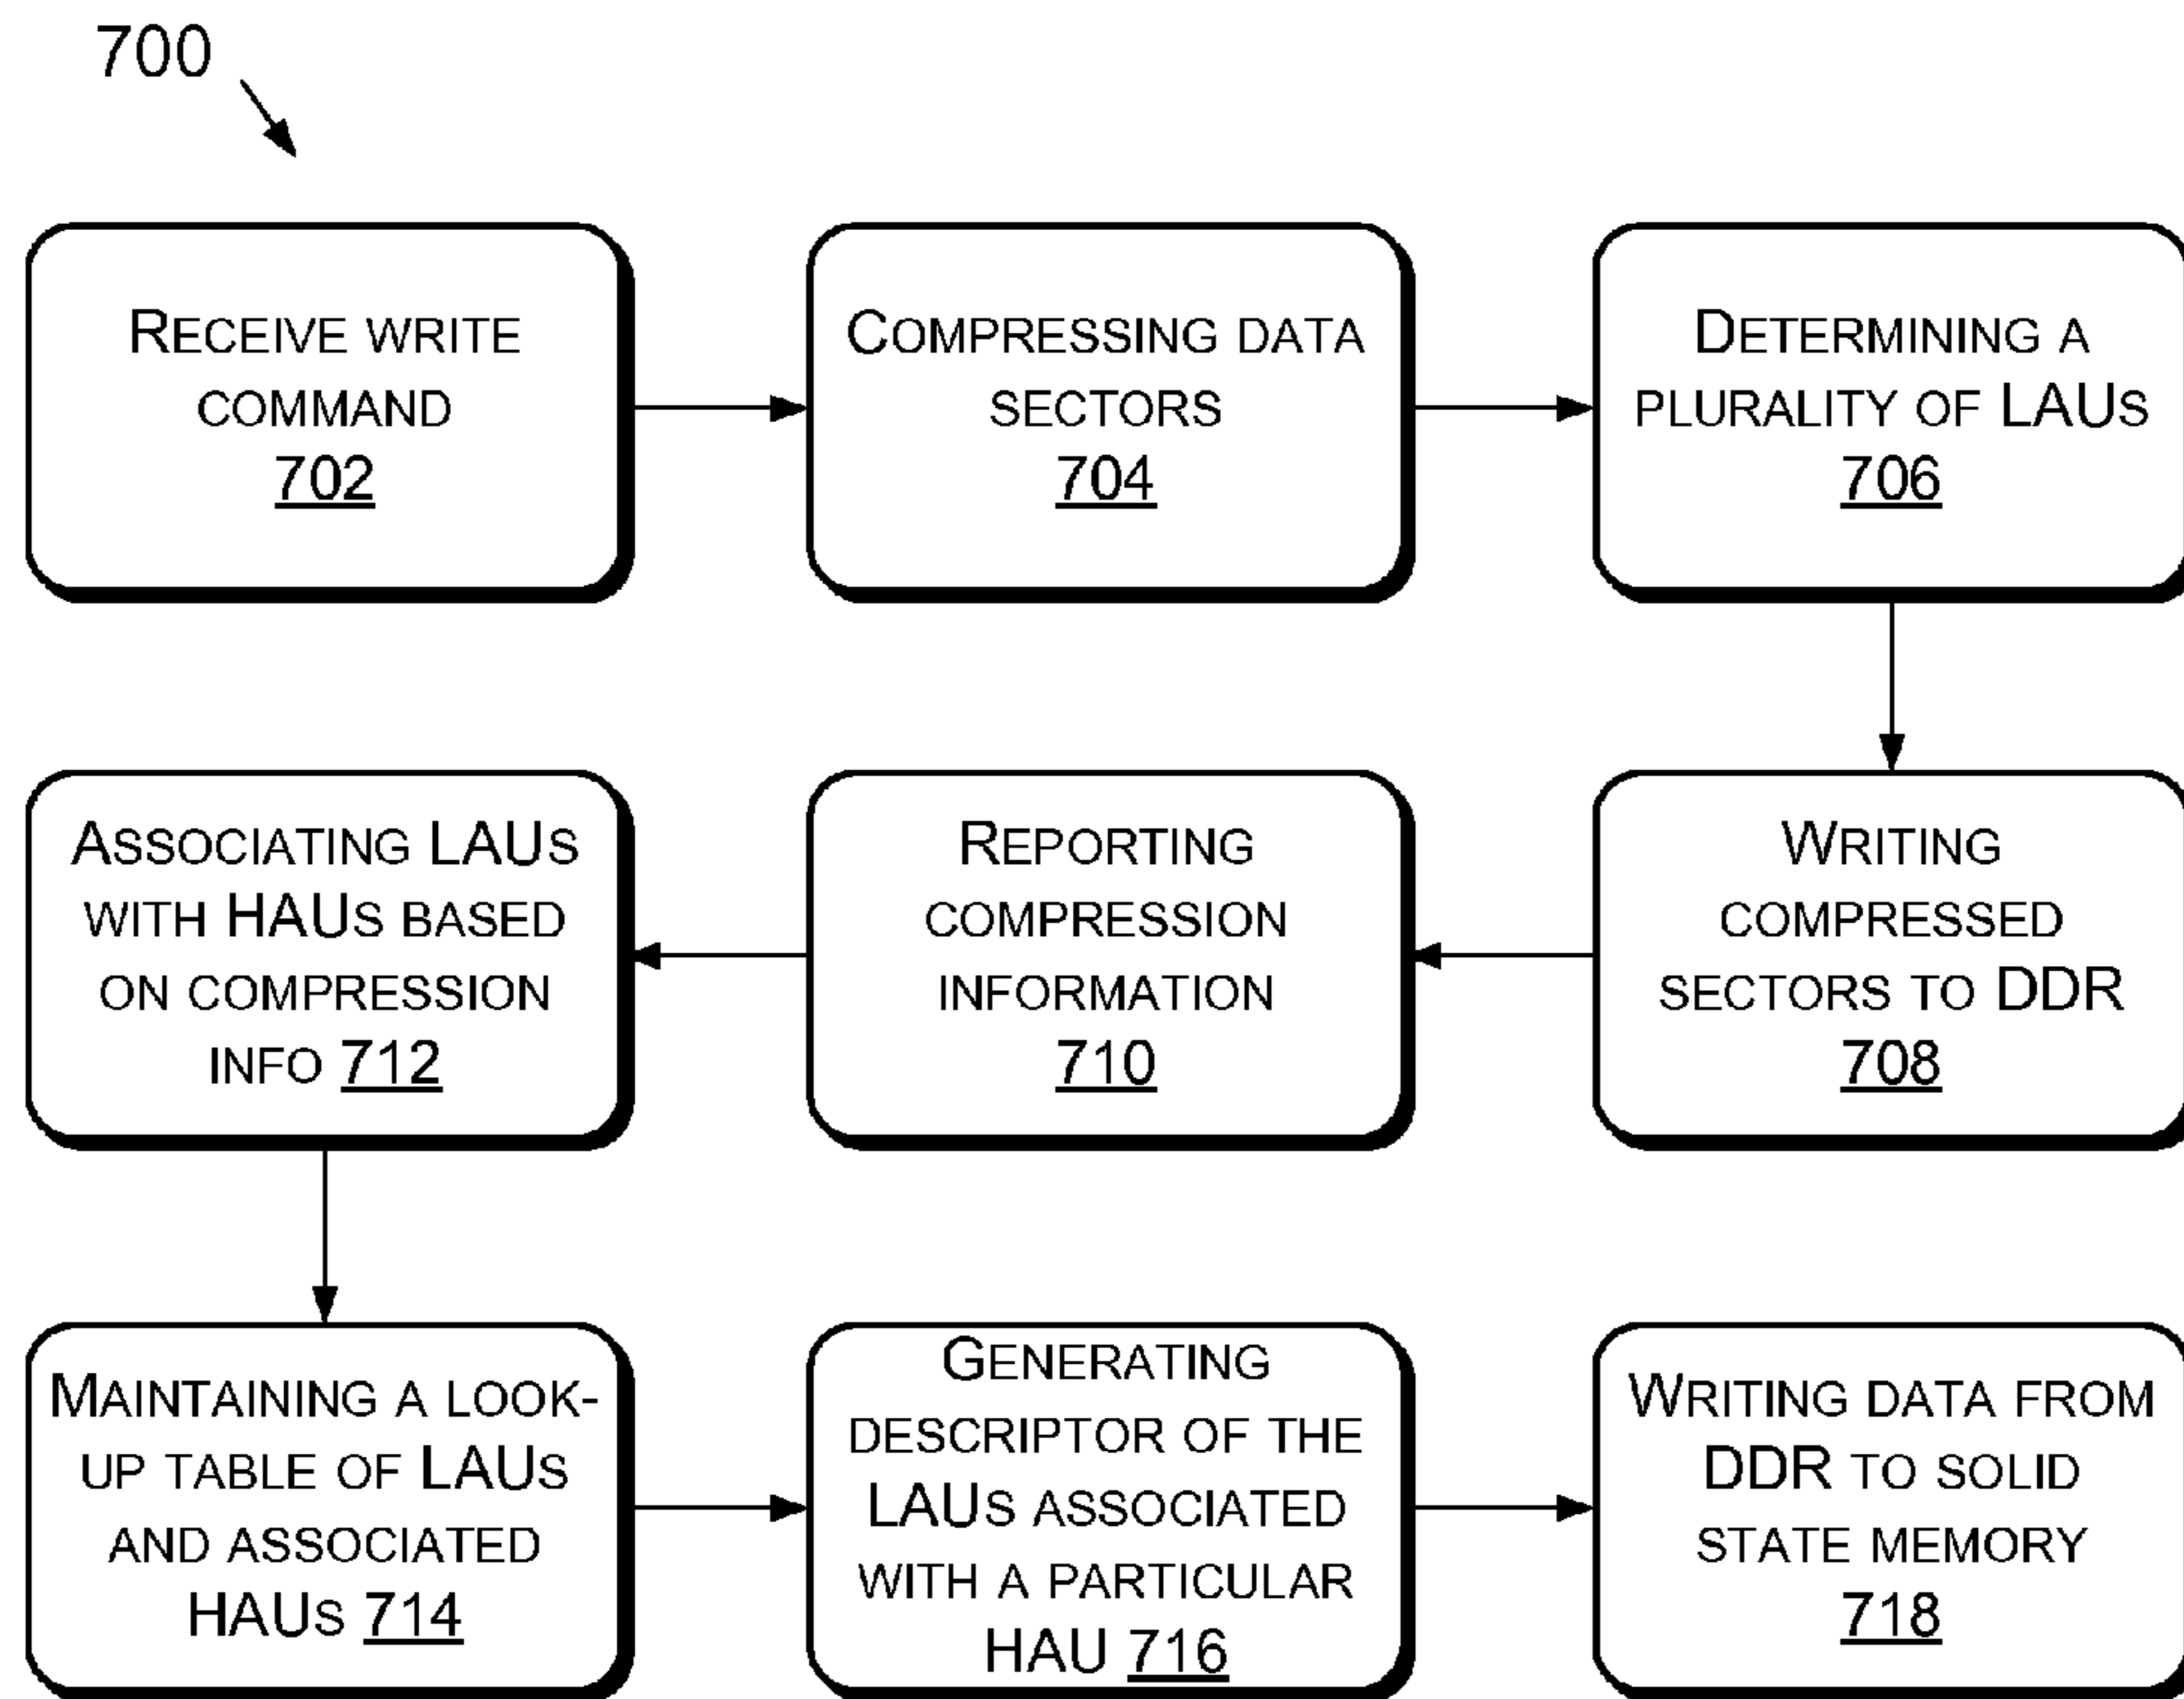 700
RECEIVE WRITE
COMMAND
702
COMPRESSING DATA
SECTORS
704
DETERMINING A
PLURALITY OF LAUS
706
WRITING
COMPRESSED
SECTORS TO DDR
708
REPORTING
COMPRESSION
INFORMATION
710
ASSOCIATING LAUS
WITH HAUS BASED
ON COMPRESSION
INFO 712
MAINTAINING A LOOK-
UP TABLE OF LAUS
AND ASSOCIATED
HAUS 714
GENERATING
DESCRIPTOR OF THE
LAUS ASSOCIATED
WITH A PARTICULAR
HAU 716
WRITING DATA FROM
DDR TO SOLID
STATE MEMORY
718